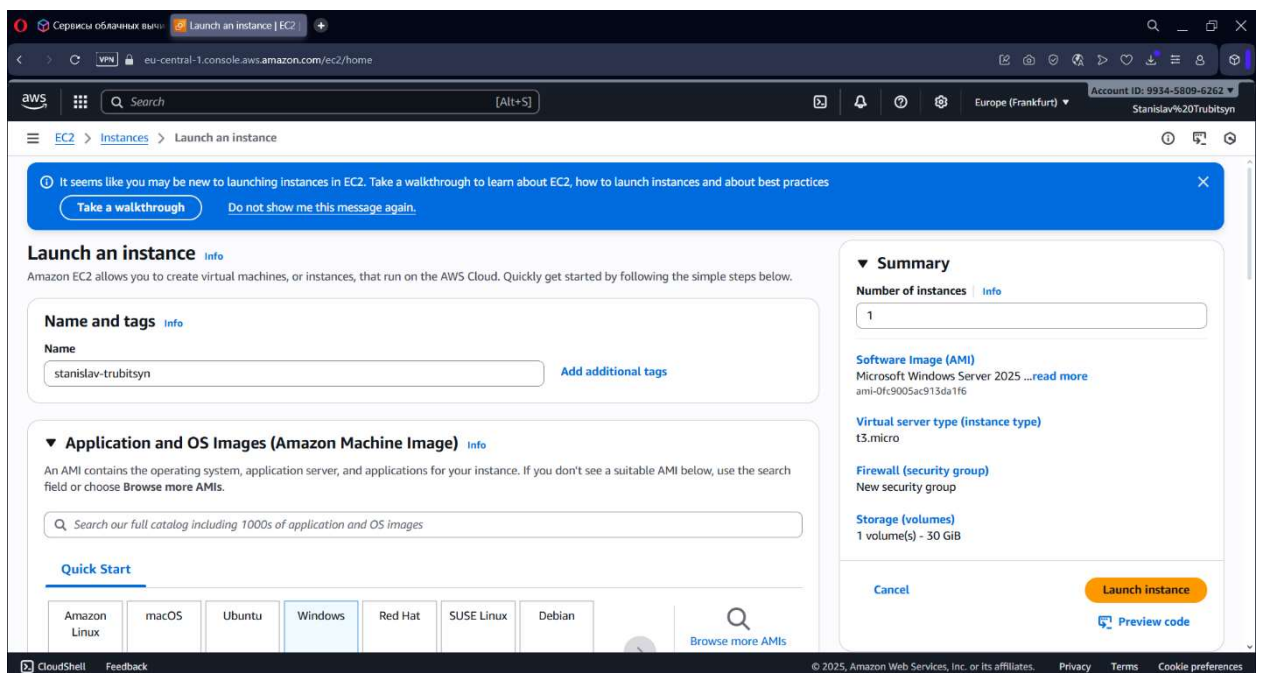 Сервисы облачных вычи
Launch an instance | EC2 |
VPN
eu-central-1.console.aws.amazon.com/ec2/home
aws
Search
[Alt+S]
Europe (Frankfurt) ▼
Account ID: 9934-5809-6262 ▼
Stanislav%20Trubitsyn
EC2 > Instances > Launch an instance
It seems like you may be new to launching instances in EC2. Take a walkthrough to learn about EC2, how to launch instances and about best practices
Take a walkthrough
Do not show me this message again.
Launch an instance Info
Amazon EC2 allows you to create virtual machines, or instances, that run on the AWS Cloud. Quickly get started by following the simple steps below.
Name and tags Info
Name
stanislav-trubitsyn
Add additional tags
▼ Application and OS Images (Amazon Machine Image) Info
An AMI contains the operating system, application server, and applications for your instance. If you don't see a suitable AMI below, use the search
field or choose Browse more AMIs.
Search our full catalog including 1000s of application and OS images
Quick Start
Amazon
Linux
macOS
Ubuntu
Windows
Red Hat
SUSE Linux
Debian
Browse more AMIs
▼ Summary
Number of instances Info
1
Software Image (AMI)
Microsoft Windows Server 2025 ...read more
ami-0fc9005ac913da1f6
Virtual server type (instance type)
t3.micro
Firewall (security group)
New security group
Storage (volumes)
1 volume(s) - 30 GiB
Cancel
Launch instance
Preview code
CloudShell
Feedback
© 2025, Amazon Web Services, Inc. or its affiliates.
Privacy
Terms
Cookie preferences